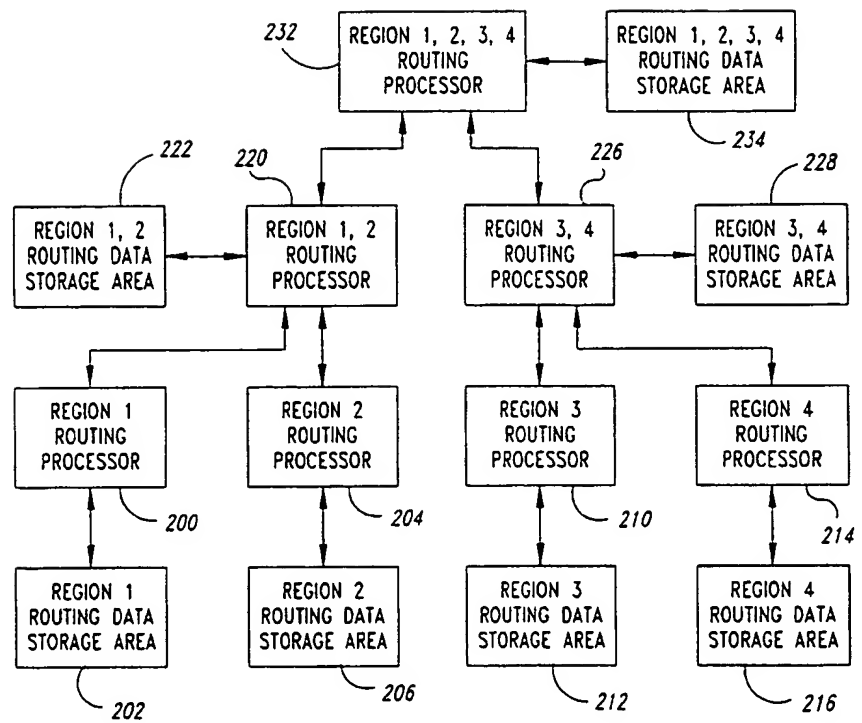 232
REGION 1, 2, 3, 4
ROUTING
PROCESSOR
REGION 1, 2, 3, 4
ROUTING DATA
STORAGE AREA
234
222
220
226
228
REGION 1, 2
ROUTING DATA
STORAGE AREA
REGION 1, 2
ROUTING
PROCESSOR
REGION 3, 4
ROUTING
PROCESSOR
REGION 3, 4
ROUTING DATA
STORAGE AREA
REGION 1
ROUTING
PROCESSOR
200
REGION 2
ROUTING
PROCESSOR
204
REGION 3
ROUTING
PROCESSOR
210
REGION 4
ROUTING
PROCESSOR
214
REGION 1
ROUTING DATA
STORAGE AREA
202
REGION 2
ROUTING DATA
STORAGE AREA
206
REGION 3
ROUTING DATA
STORAGE AREA
212
REGION 4
ROUTING DATA
STORAGE AREA
216